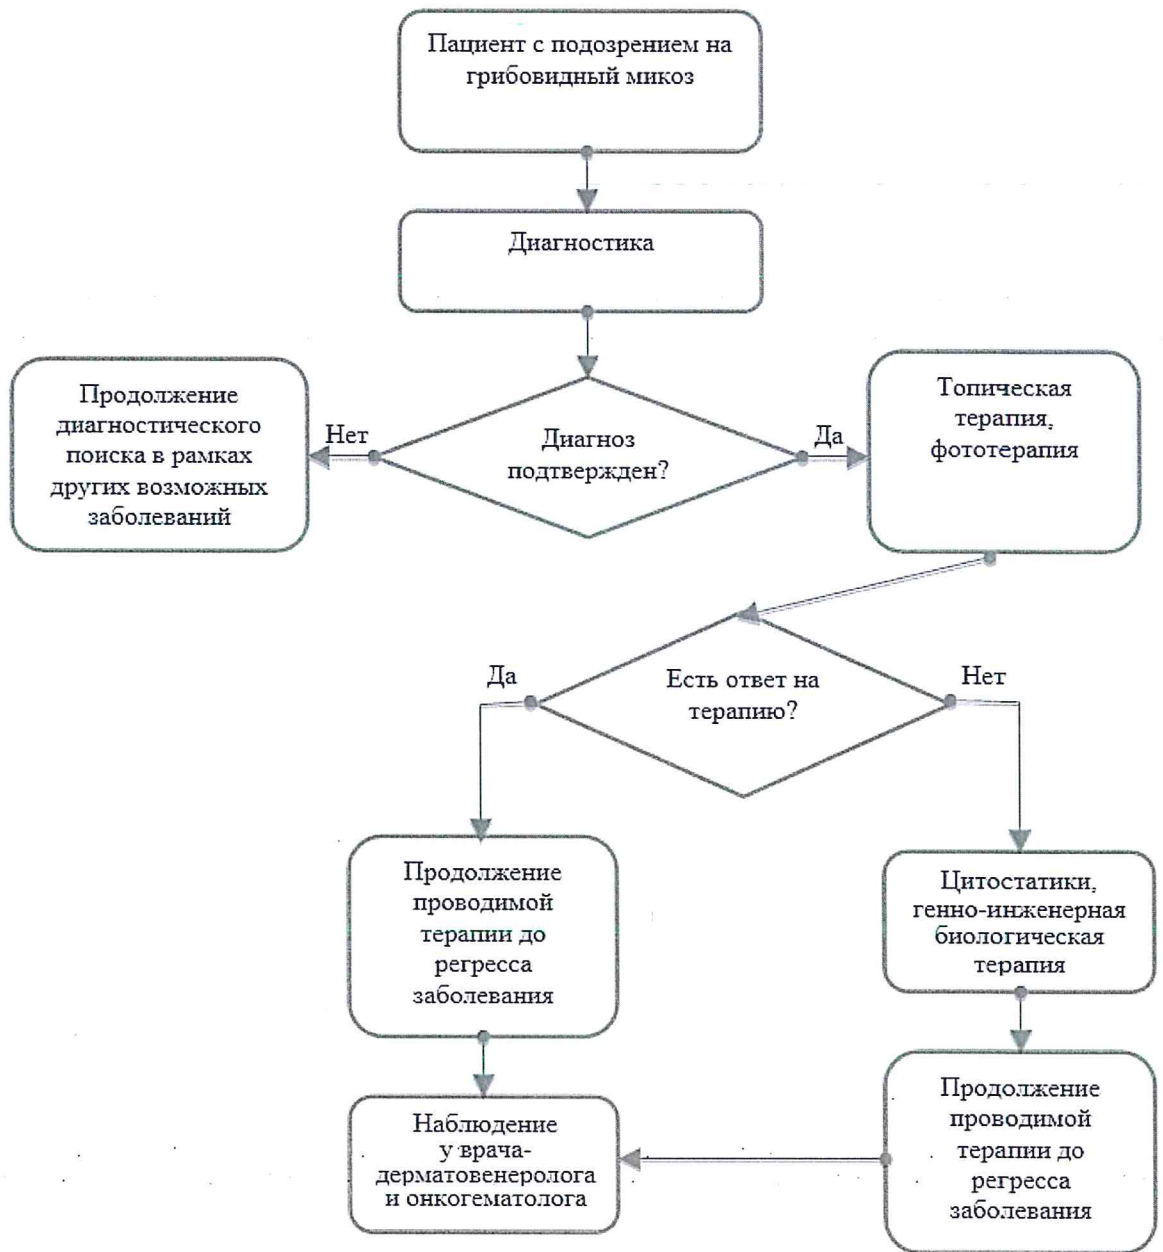 Пациент с подозрением на
грибовидный микоз
Диагностика
Продолжение
диагностического
поиска в рамках
других возможных
заболеваний
Нет
Диагноз
подтвержден?
Да
Топическая
терапия,
фототерапия
Да
Есть ответ на
терапию?
Нет
Продолжение
проводимой
терапии до
регресса
заболевания
Цитостатики,
генно-инженерная
биологическая
терапия
Наблюдение
у врача-
дерматовенеролога
и онкогематолога
Продолжение
проводимой
терапии до
регресса
заболевания